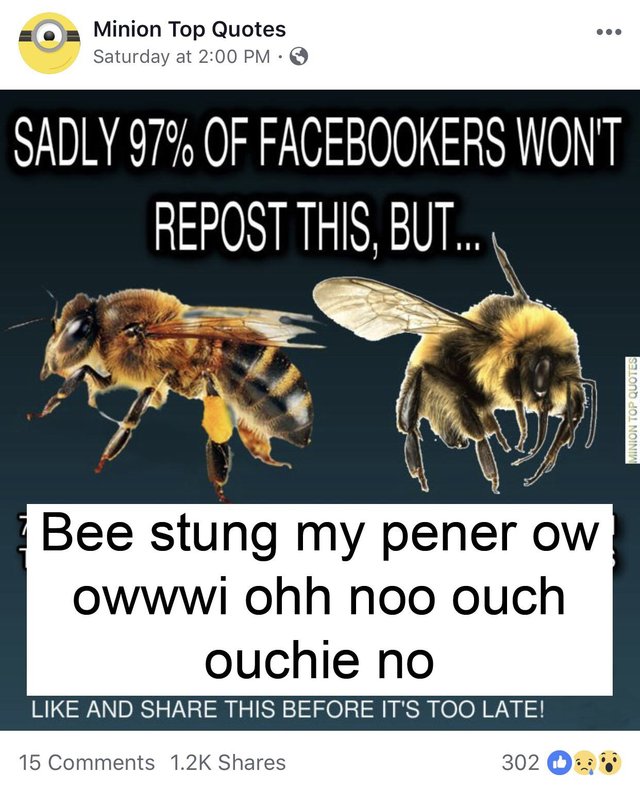 Minion Top Quotes
Saturday at 2:00 PM ·
SADLY 97% OF FACEBOOKERS WON'T
REPOST THIS, BUT...
MINION TOP QUOTES
Bee stung my pener ow
owwwi ohh noo ouch
ouchie no
LIKE AND SHARE THIS BEFORE IT'S TOO LATE!
15 Comments 1.2K Shares
302